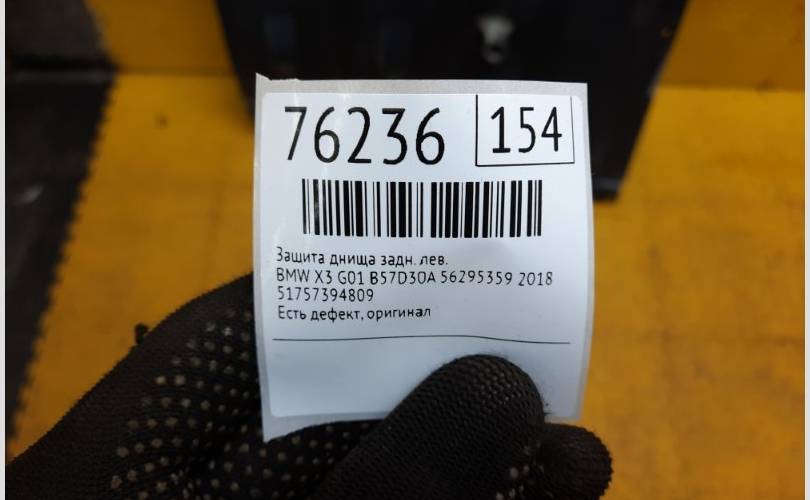 76236 154
Защита днища задн. лев.
BMW X3 G01 B57D30A 56295359 2018
51757394809
Есть дефект, оригинал